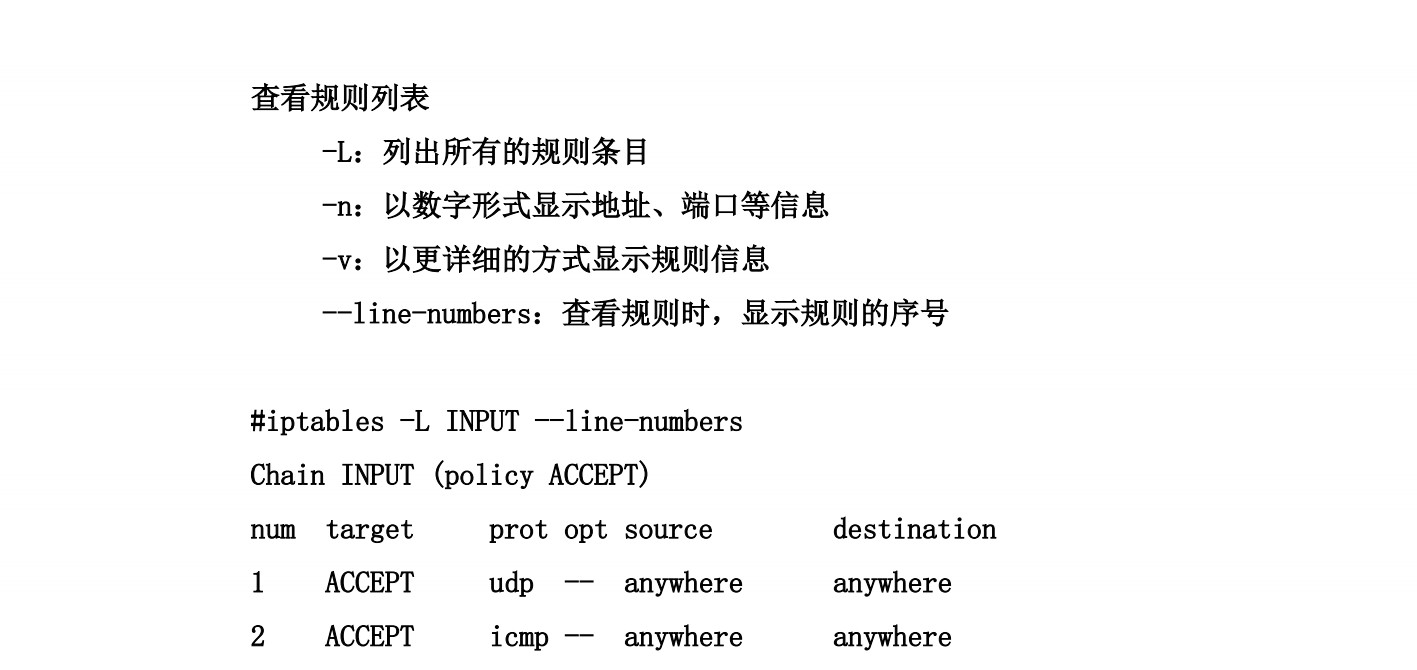 查看规则列表
-L：列出所有的规则条目
-n：以数字形式显示地址、端口等信息
-v：以更详细的方式显示规则信息
--line-numbers：查看规则时，显示规则的序号
#iptables -L INPUT --line-numbers
Chain INPUT (policy ACCEPT)
num  target     prot opt source        destination
1    ACCEPT     udp  --  anywhere      anywhere
2    ACCEPT     icmp --  anywhere      anywhere